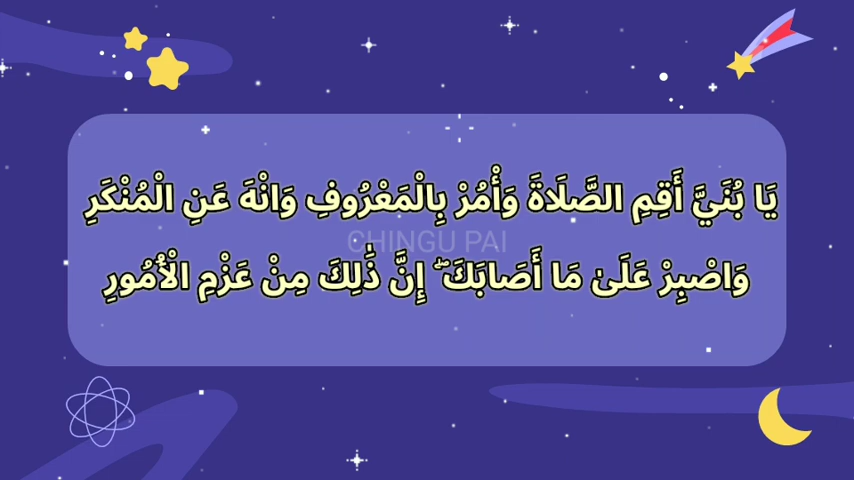 يَا بُنَيَّ أَقِمِ الصَّلَاةَ وَأْمُرْ بِالْمَعْرُوفِ وَانْهَ عَنِ الْمُنْكَرِ
CHINGU PAI
وَاصْبِرْ عَلَىٰ مَا أَصَابَكَ ۖ إِنَّ ذَٰلِكَ مِنْ عَزْمِ الْأُمُورِ